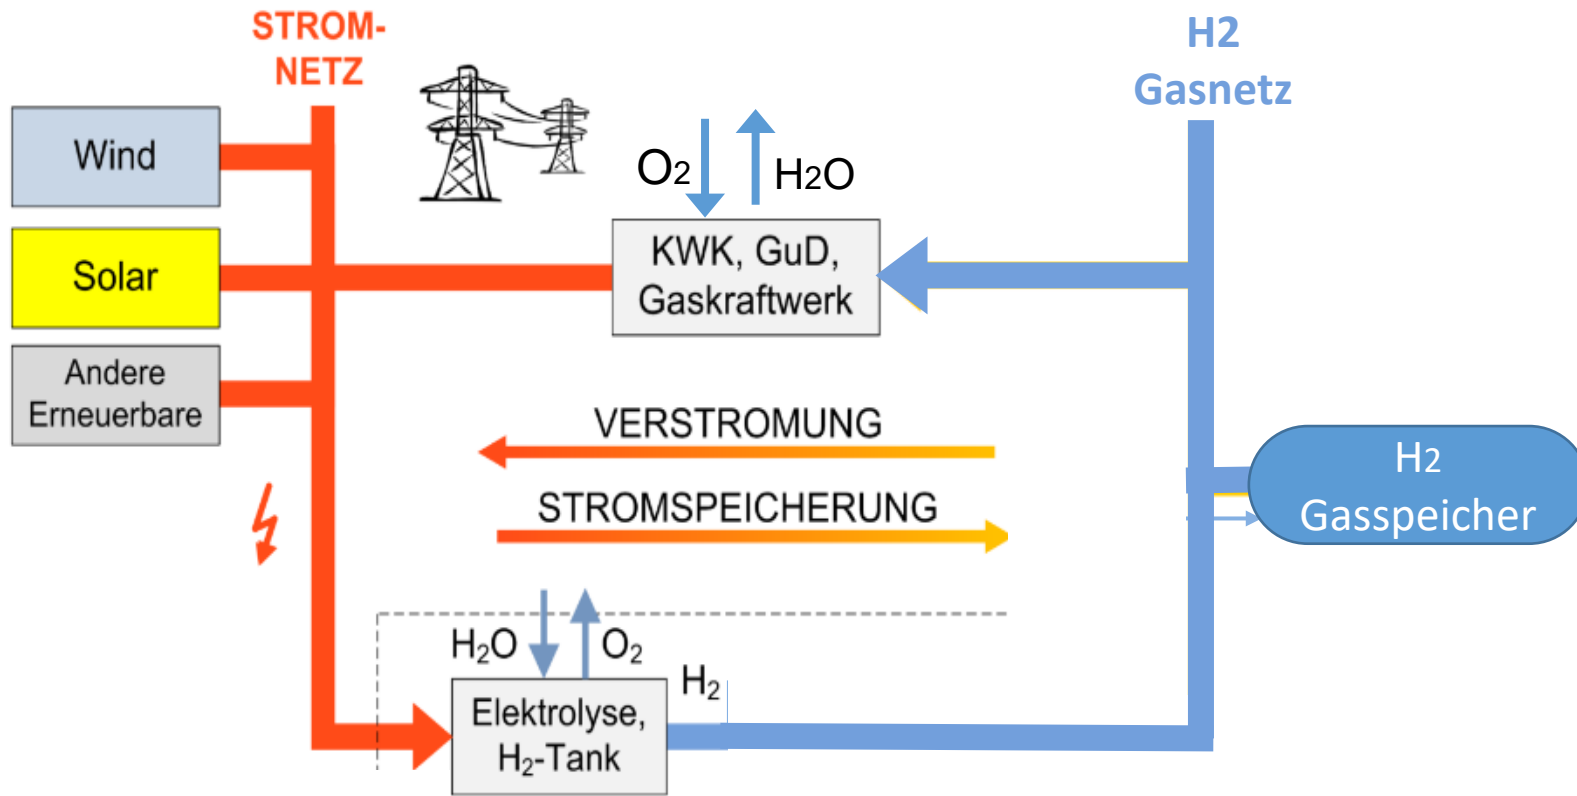 STROM-
NETZ
H2
Gasnetz
Wind
O2
H2O
Solar
KWK, GuD,
Gaskraftwerk
Andere
Erneuerbare
VERSTROMUNG
H2
Gasspeicher
STROMSPEICHERUNG
H2O
O2
H2
Elektrolyse,
H2-Tank